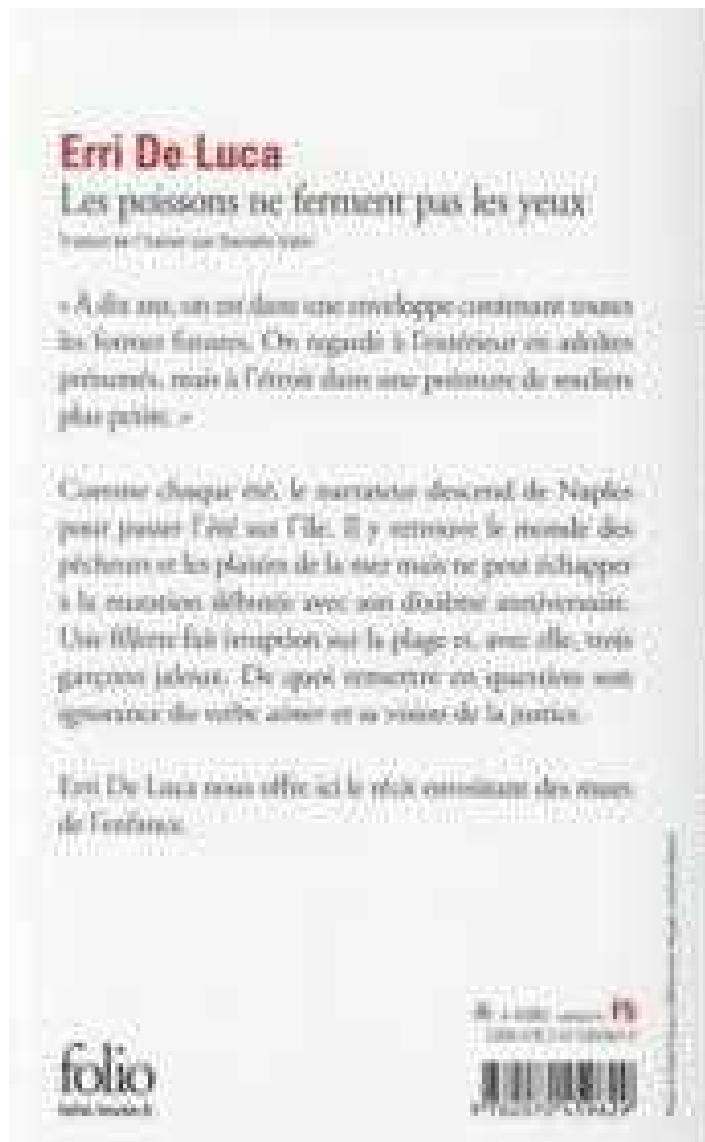 Erri De Luca
Les poissons ne ferment pas les yeux
Traduit de l'italien par Danièle Valin
« À dix ans, on est dans une enveloppe contenant toutes
les formes futures. On regarde à l'extérieur en adultes
présumés, mais à l'étroit dans une pointure de souliers
plus petite. »
Comme chaque été, le narrateur descend de Naples
pour passer l'été sur l'île. Il y retrouve le monde des
pêcheurs et les plaisirs de la mer mais ne peut échapper
à la mutation débutée avec son dixième anniversaire.
Une fillette fait irruption sur la plage et, avec elle, trois
garçons jaloux. De quoi remettre en question son
ignorance du verbe aimer et sa vision de la justice.
Erri De Luca nous offre ici le récit envoûtant des mues
de l'enfance.
folio